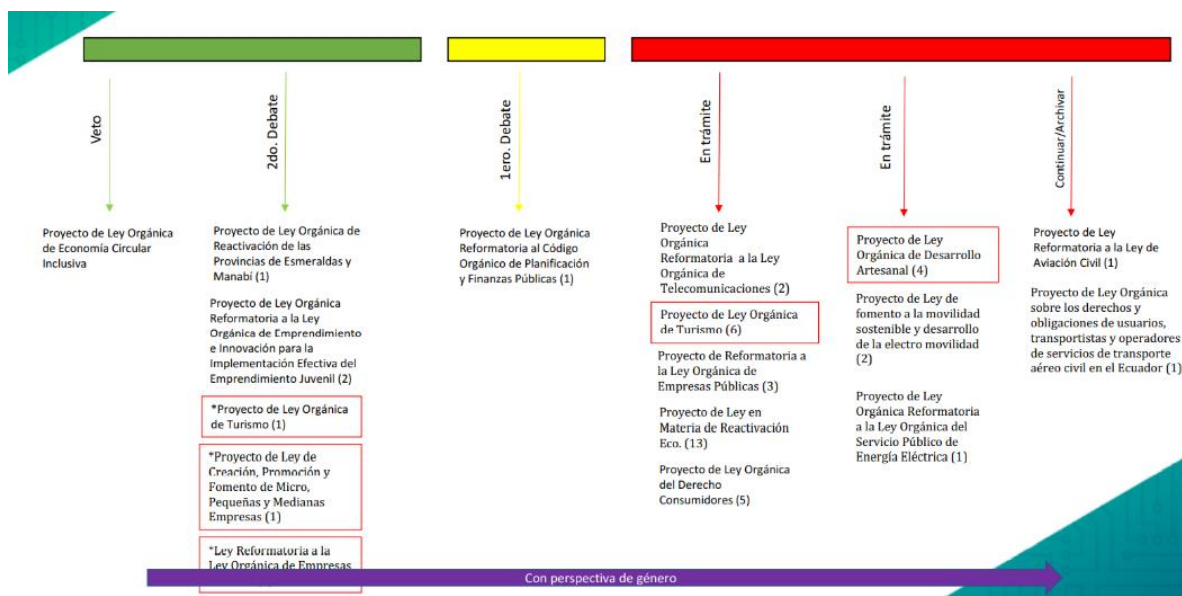 Veto
Proyecto de Ley Orgánica
de Economía Circular
Inclusiva
2do. Debate
Proyecto de Ley Orgánica de
Reactivación de las
Provincias de Esmeraldas y
Manabí (1)
Proyecto de Ley Orgánica
Reformatoria a la Ley
Orgánica de Emprendimiento
e Innovación para la
Implementación Efectiva del
Emprendimiento Juvenil (2)
*Proyecto de Ley Orgánica
de Turismo (1)
*Proyecto de Ley de
Creación, Promoción y
Fomento de Micro,
Pequeñas y Medianas
Empresas (1)
*Ley Reformatoria a la
Ley Orgánica de Empresas
1ero. Debate
Proyecto de Ley Orgánica
Reformatoria al Código
Orgánico de Planificación
y Finanzas Públicas (1)
En trámite
Proyecto de Ley
Orgánica
Reformatoria a la Ley
Orgánica de
Telecomunicaciones (2)
Proyecto de Ley Orgánica
de Turismo (6)
Proyecto de Reformatoria a
la Ley Orgánica de
Empresas Públicas (3)
Proyecto de Ley en
Materia de Reactivación
Eco. (13)
Proyecto de Ley Orgánica
del Derecho
Consumidores (5)
En trámite
Proyecto de Ley
Orgánica de Desarrollo
Artesanal (4)
Proyecto de Ley de
fomento a la movilidad
sostenible y desarrollo
de la electro movilidad
(2)
Proyecto de Ley
Orgánica Reformatoria
a la Ley Orgánica del
Servicio Público de
Energía Eléctrica (1)
Continuar/Archivar
Proyecto de Ley
Reformatoria a la Ley de
Aviación Civil (1)
Proyecto de Ley Orgánica
sobre los derechos y
obligaciones de usuarios,
transportistas y operadores
de servicios de transporte
aéreo civil en el Ecuador (1)
Con perspectiva de género